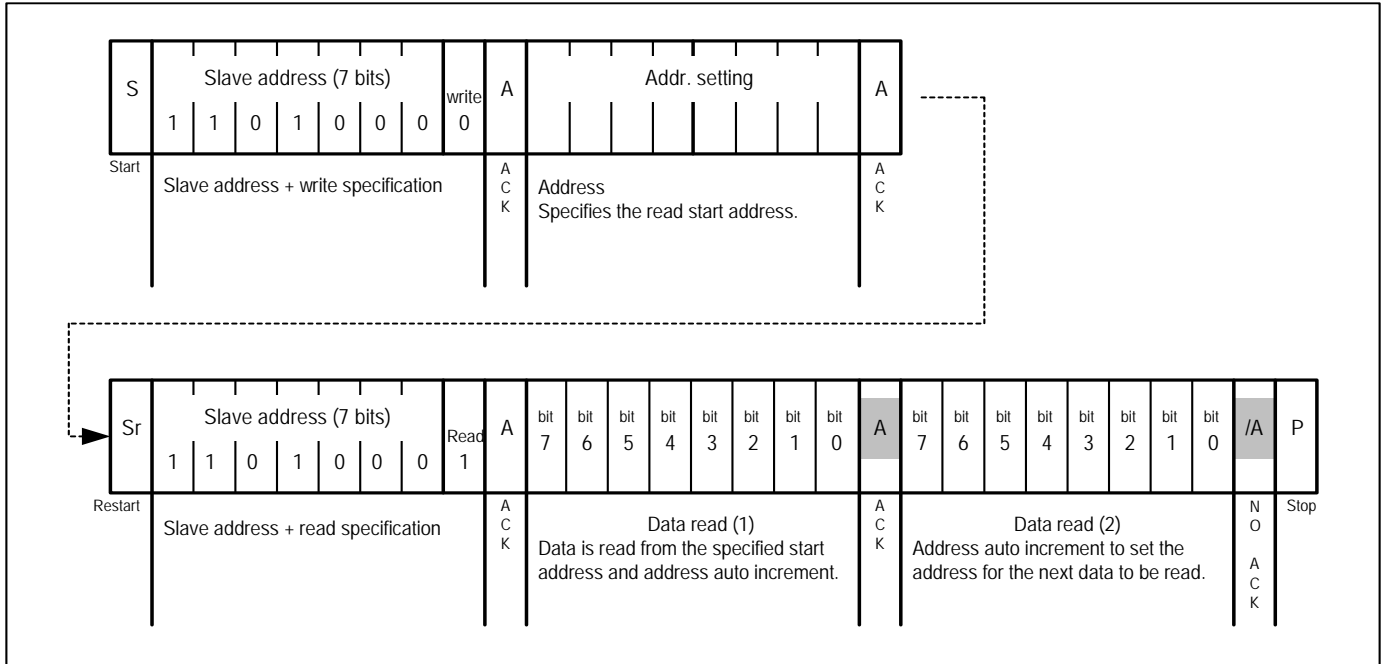 S Slave address (7 bits) write A Addr. setting A
1 1 0 1 0 0 0 0
Start
Slave address + write specification
A
C
K
Address
Specifies the read start address.
A
C
K
Sr Slave address (7 bits) Read A bit bit bit bit bit bit bit bit A bit bit bit bit bit bit bit bit /A P
1 1 0 1 0 0 0 1 7 6 5 4 3 2 1 0 7 6 5 4 3 2 1 0
Restart
Slave address + read specification
A
C
K
Data read (1)
Data is read from the specified start
address and address auto increment.
A
C
K
Data read (2)
Address auto increment to set the
address for the next data to be read.
N
O
A
C
K
Stop